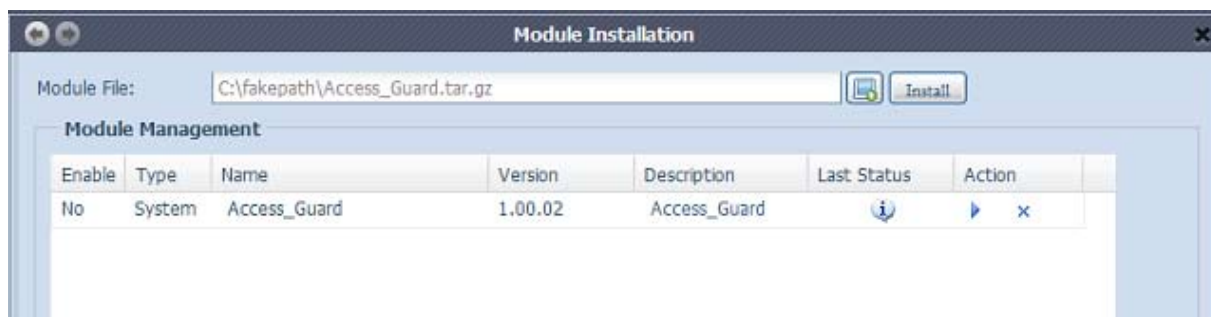 Module Installation
Module File: C:\fakepath\Access_Guard.tar.gz Install
Module Management
Enable Type Name Version Description Last Status Action
No System Access_Guard 1.00.02 Access_Guard